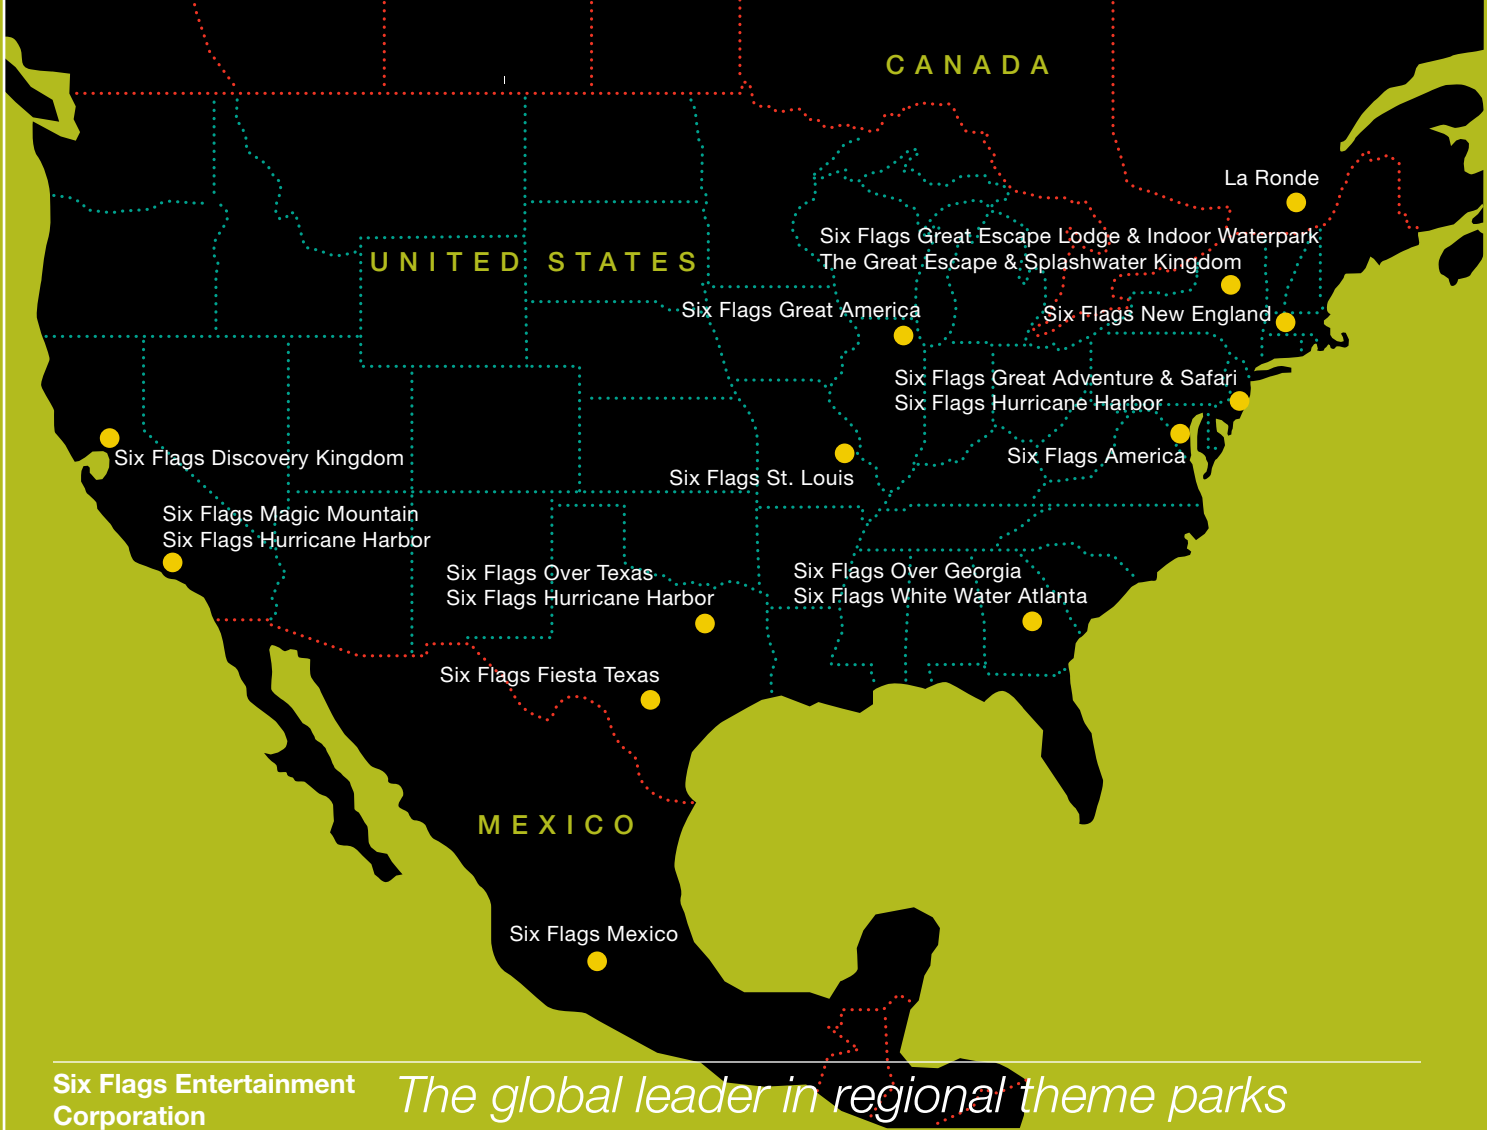 CANADA
La Ronde
Six Flags Great Escape Lodge & Indoor Waterpark
The Great Escape & Splashwater Kingdom
UNITED STATES
Six Flags Great America
Six Flags New England
Six Flags Great Adventure & Safari
Six Flags Hurricane Harbor
Six Flags America
Six Flags Discovery Kingdom
Six Flags St. Louis
Six Flags Magic Mountain
Six Flags Hurricane Harbor
Six Flags Over Texas
Six Flags Hurricane Harbor
Six Flags Over Georgia
Six Flags White Water Atlanta
Six Flags Fiesta Texas
MEXICO
Six Flags Mexico
Six Flags Entertainment
Corporation
The global leader in regional theme parks